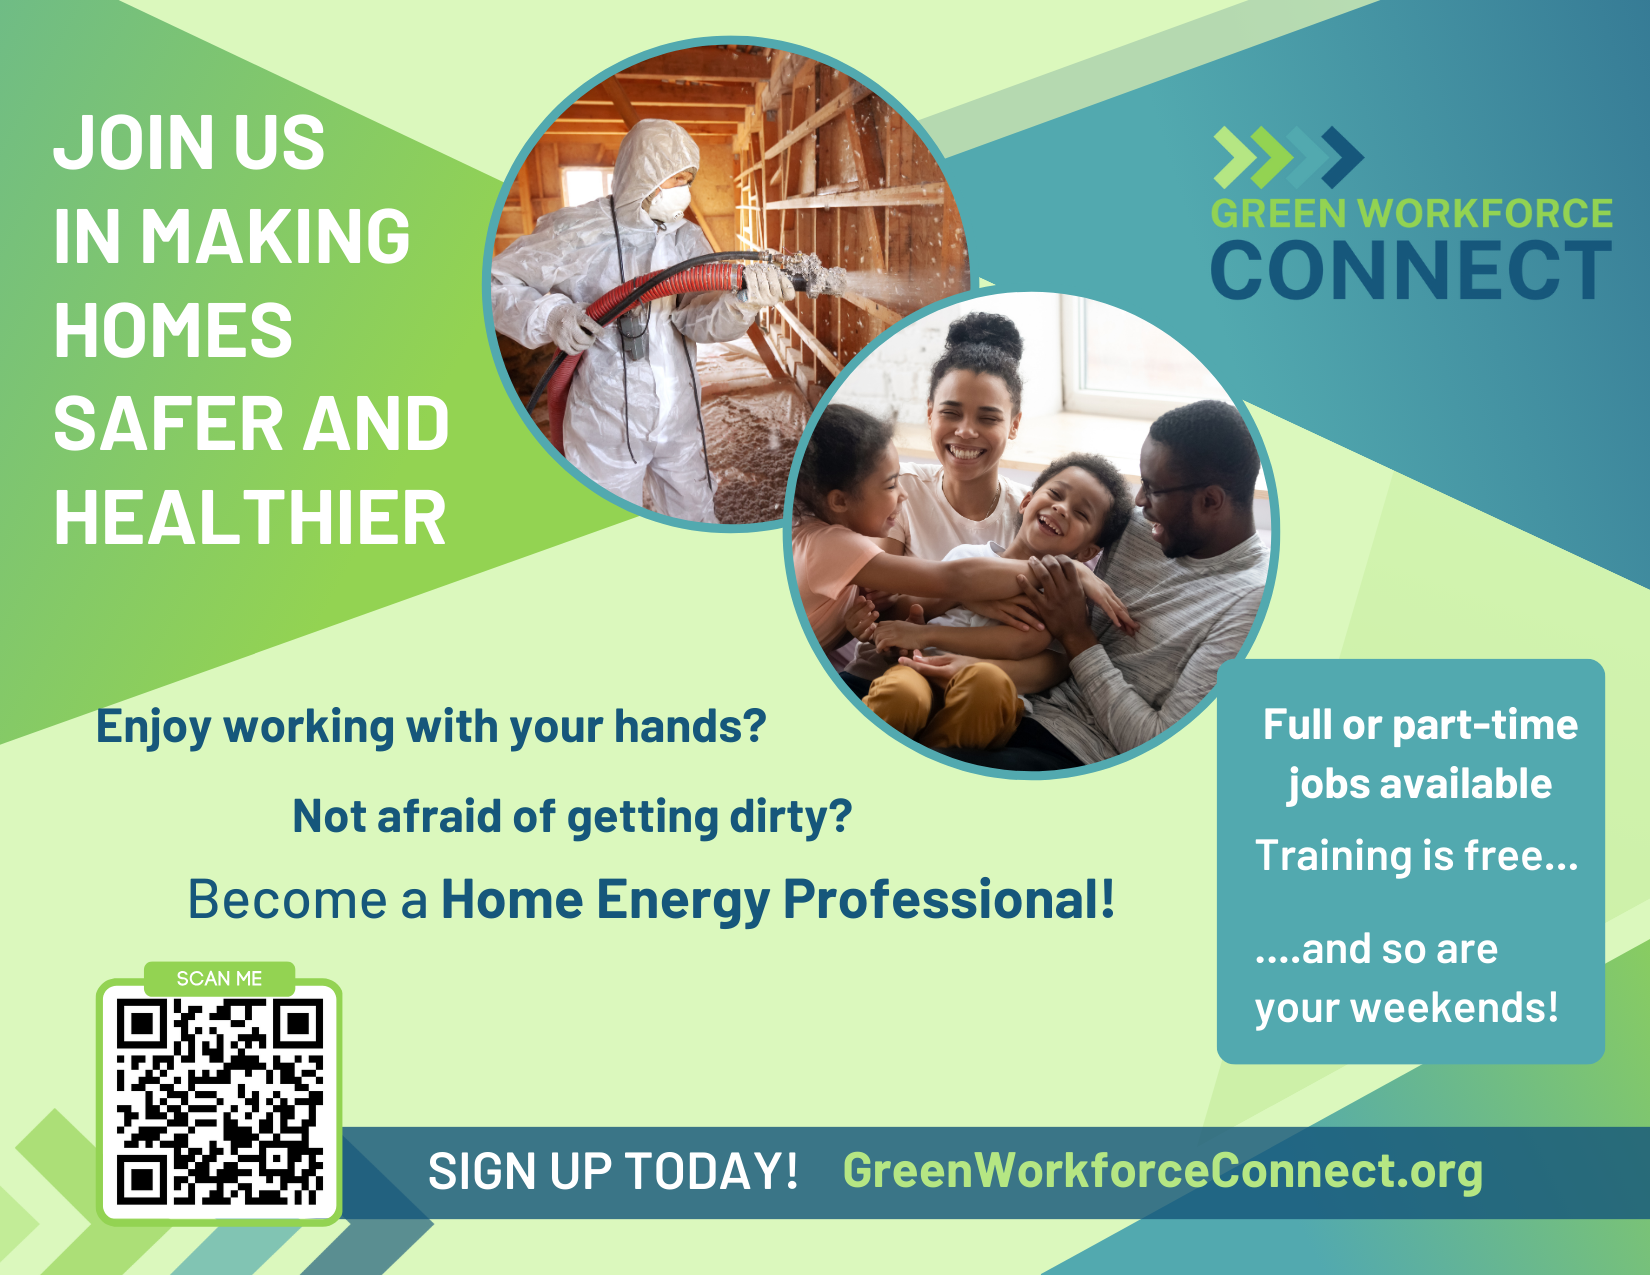 JOIN US
IN MAKING
HOMES
SAFER AND
HEALTHIER
GREEN WORKFORCE
CONNECT
Enjoy working with your hands?
Not afraid of getting dirty?
Become a Home Energy Professional!
Full or part-time
jobs available
Training is free...
....and so are
your weekends!
SCAN ME
SIGN UP TODAY! GreenWorkforceConnect.org